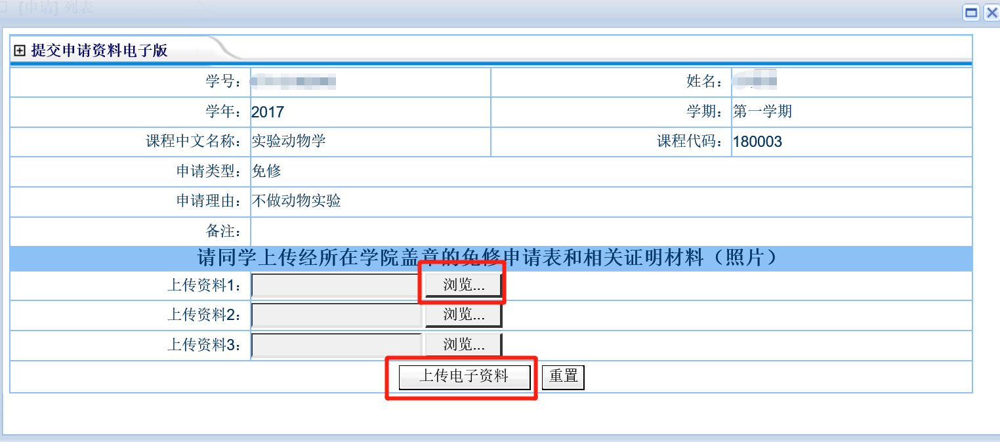 [申请] 列表
提交申请资料电子版
学号： 姓名：
学年： 2017 学期： 第一学期
课程中文名称： 实验动物学 课程代码： 180003
申请类型： 免修
申请理由： 不做动物实验
备注：
请同学上传经所在学院盖章的免修申请表和相关证明材料（照片）
上传资料1： 浏览...
上传资料2： 浏览...
上传资料3： 浏览...
上传电子资料 重置